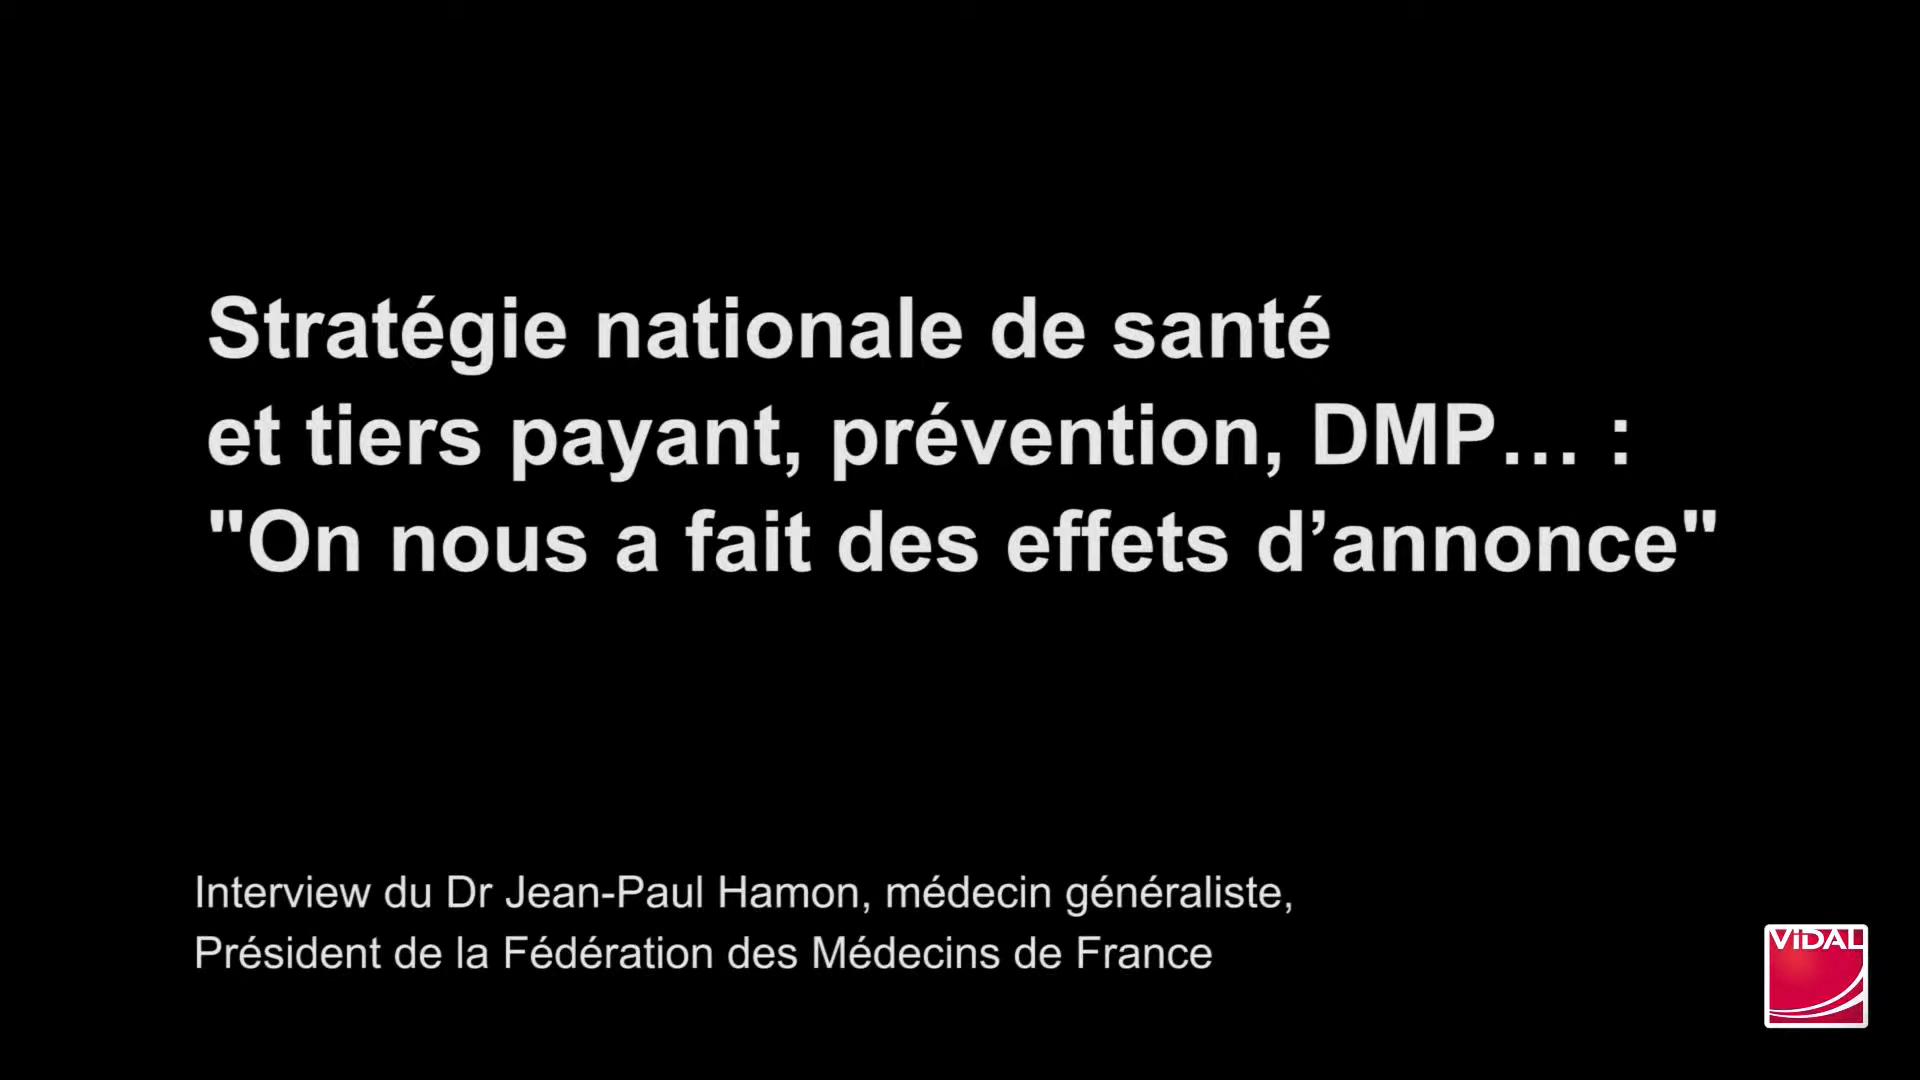 Stratégie nationale de santé
et tiers payant, prévention, DMP… :
"On nous a fait des effets d’annonce"
Interview du Dr Jean-Paul Hamon, médecin généraliste,
Président de la Fédération des Médecins de France
ViDAL